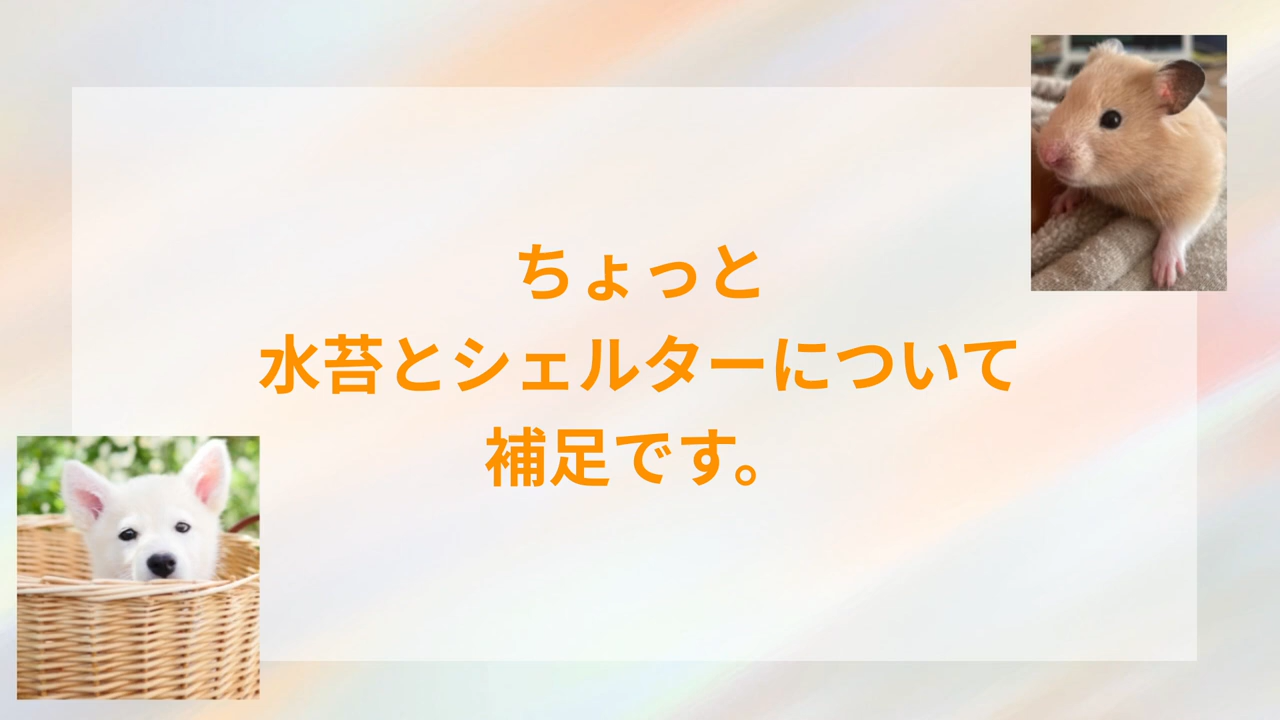 ちょっと
水苔とシェルターについて
補足です。